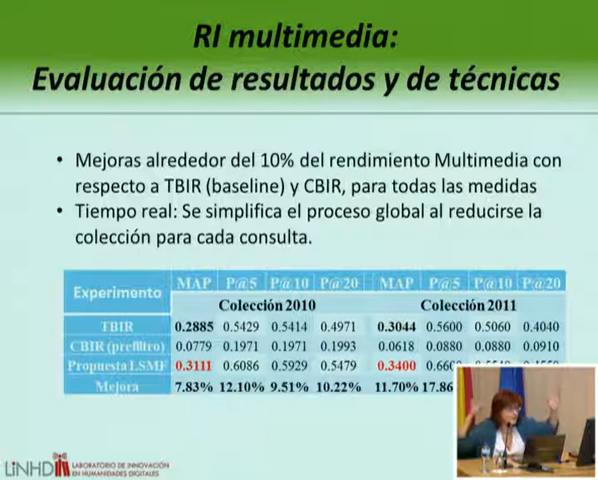 RI multimedia:
Evaluación de resultados y de técnicas
• Mejoras alrededor del 10% del rendimiento Multimedia con
respecto a TBIR (baseline) y CBIR, para todas las medidas
• Tiempo real: Se simplifica el proceso global al reducirse la
colección para cada consulta.
Experimento MAP P@5 P@10 P@20 MAP P@5 P@10 P@20
Colección 2010 Colección 2011
TBIR 0.2885 0.5429 0.5414 0.4971 0.3044 0.5600 0.5060 0.4040
CBIR (prefiltro) 0.0779 0.1971 0.1971 0.1993 0.0618 0.0880 0.0880 0.0910
Propuesta LSMF 0.3111 0.6086 0.5929 0.5479 0.3400
Mejora 7.83% 12.10% 9.51% 10.22% 11.70% 17.86
LINHD
LABORATORIO DE INNOVACIÓN
EN HUMANIDADES DIGITALES